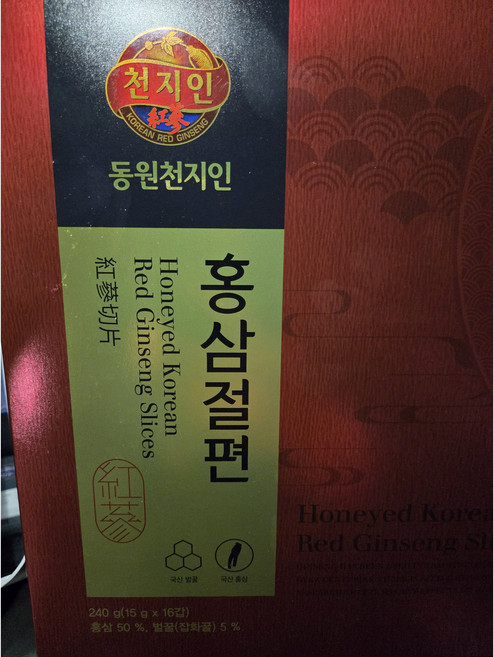 천지인
紅蔘
KOREAN RED GINSENG
동원천지인
홍삼절편
Honeyed Korean
Red Ginseng Slices
紅蔘切片
紅蔘
국산 벌꿀
국산 홍삼
240 g(15 g x 16갑)
홍삼 50 %, 벌꿀(잡화꿀) 5 %
Honeyed Korea
Red Ginseng Sl